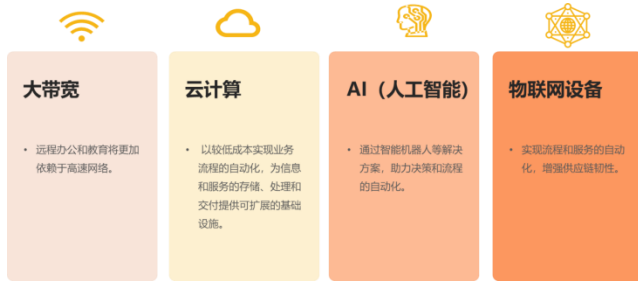 大带宽
• 远程办公和教育将更加
依赖于高速网络。
云计算
• 以较低成本实现业务
流程的自动化，为信息
和服务的存储、处理和
交付提供可扩展的基础
设施。
AI（人工智能)
• 通过智能机器人等解决
方案，助力决策和流程
的自动化。
物联网设备
• 实现流程和服务的自动
化，增强供应链韧性。